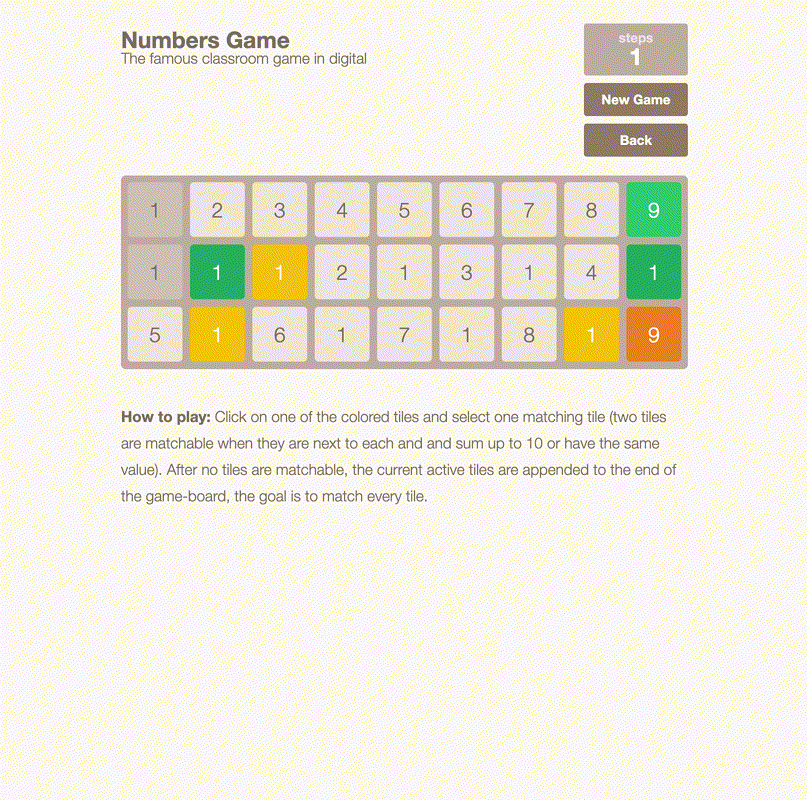 Numbers Game
The famous classroom game in digital
steps
1
New Game
Back
1 2 3 4 5 6 7 8 9
1 1 1 2 1 3 1 4 1
5 1 6 1 7 1 8 1 9
How to play: Click on one of the colored tiles and select one matching tile (two tiles
are matchable when they are next to each and and sum up to 10 or have the same
value). After no tiles are matchable, the current active tiles are appended to the end of
the game-board, the goal is to match every tile.